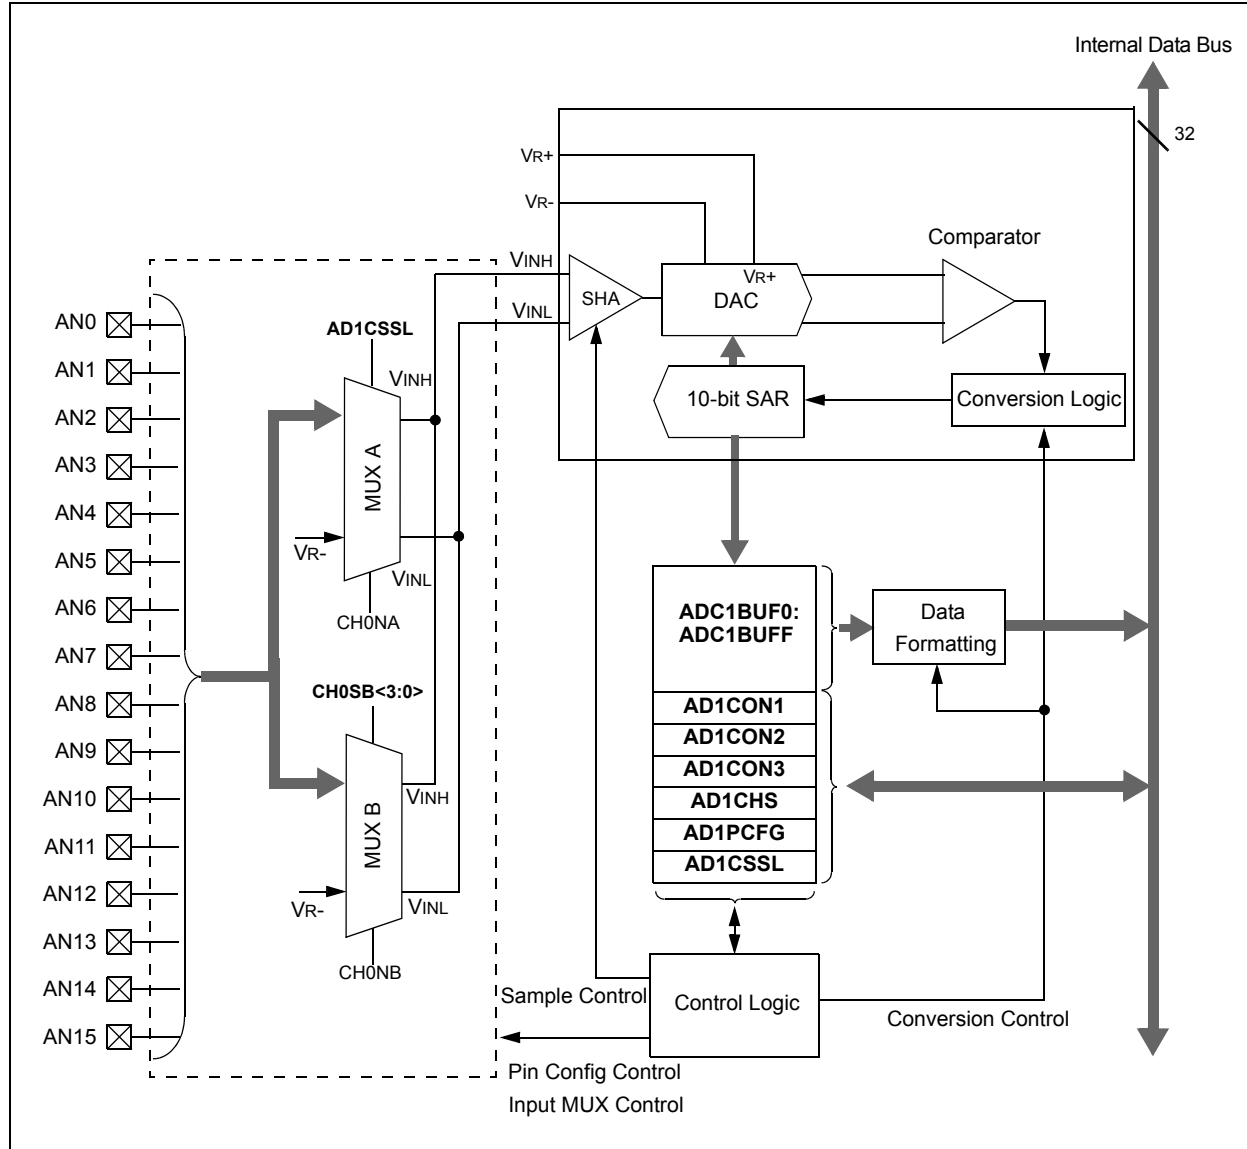 Internal Data Bus
32
VR+
VR-
VINH
VINL
SHA
VR+
DAC
Comparator
10-bit SAR
Conversion Logic
AN0
AN1
AN2
AN3
AN4
AN5
AN6
AN7
AN8
AN9
AN10
AN11
AN12
AN13
AN14
AN15
AD1CSSL
VINH
MUX A
VR-
VINL
CH0NA
CH0SB<3:0>
VINH
MUX B
VR-
VINL
CH0NB
ADC1BUF0:
ADC1BUFF
AD1CON1
AD1CON2
AD1CON3
AD1CHS
AD1PCFG
AD1CSSL
Data
Formatting
Sample Control
Control Logic
Conversion Control
Pin Config Control
Input MUX Control